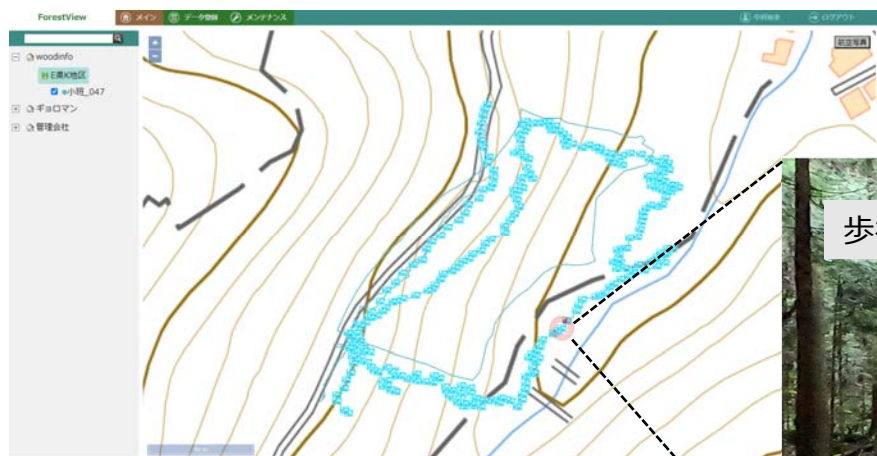 ForestView メイン データ登録 メンテナンス ログアウト
航空写真
woodinfo
E県K地区
小班_047
ギョロマン
管理会社
歩